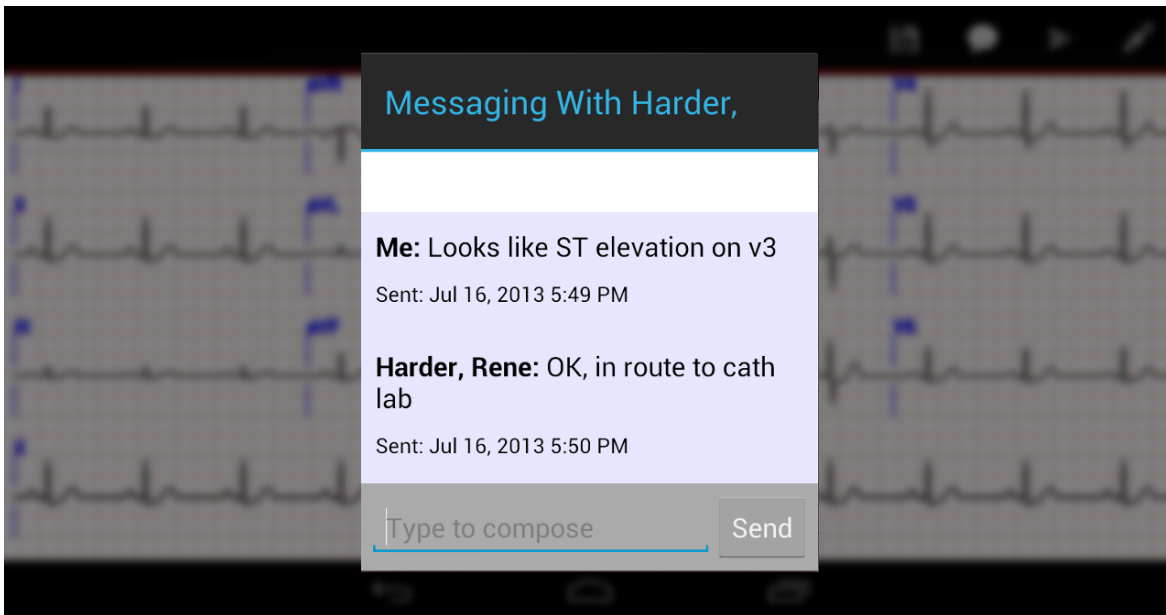 Messaging With Harder,
Me: Looks like ST elevation on v3
Sent: Jul 16, 2013 5:49 PM
Harder, Rene: OK, in route to cath
lab
Sent: Jul 16, 2013 5:50 PM
Type to compose
Send